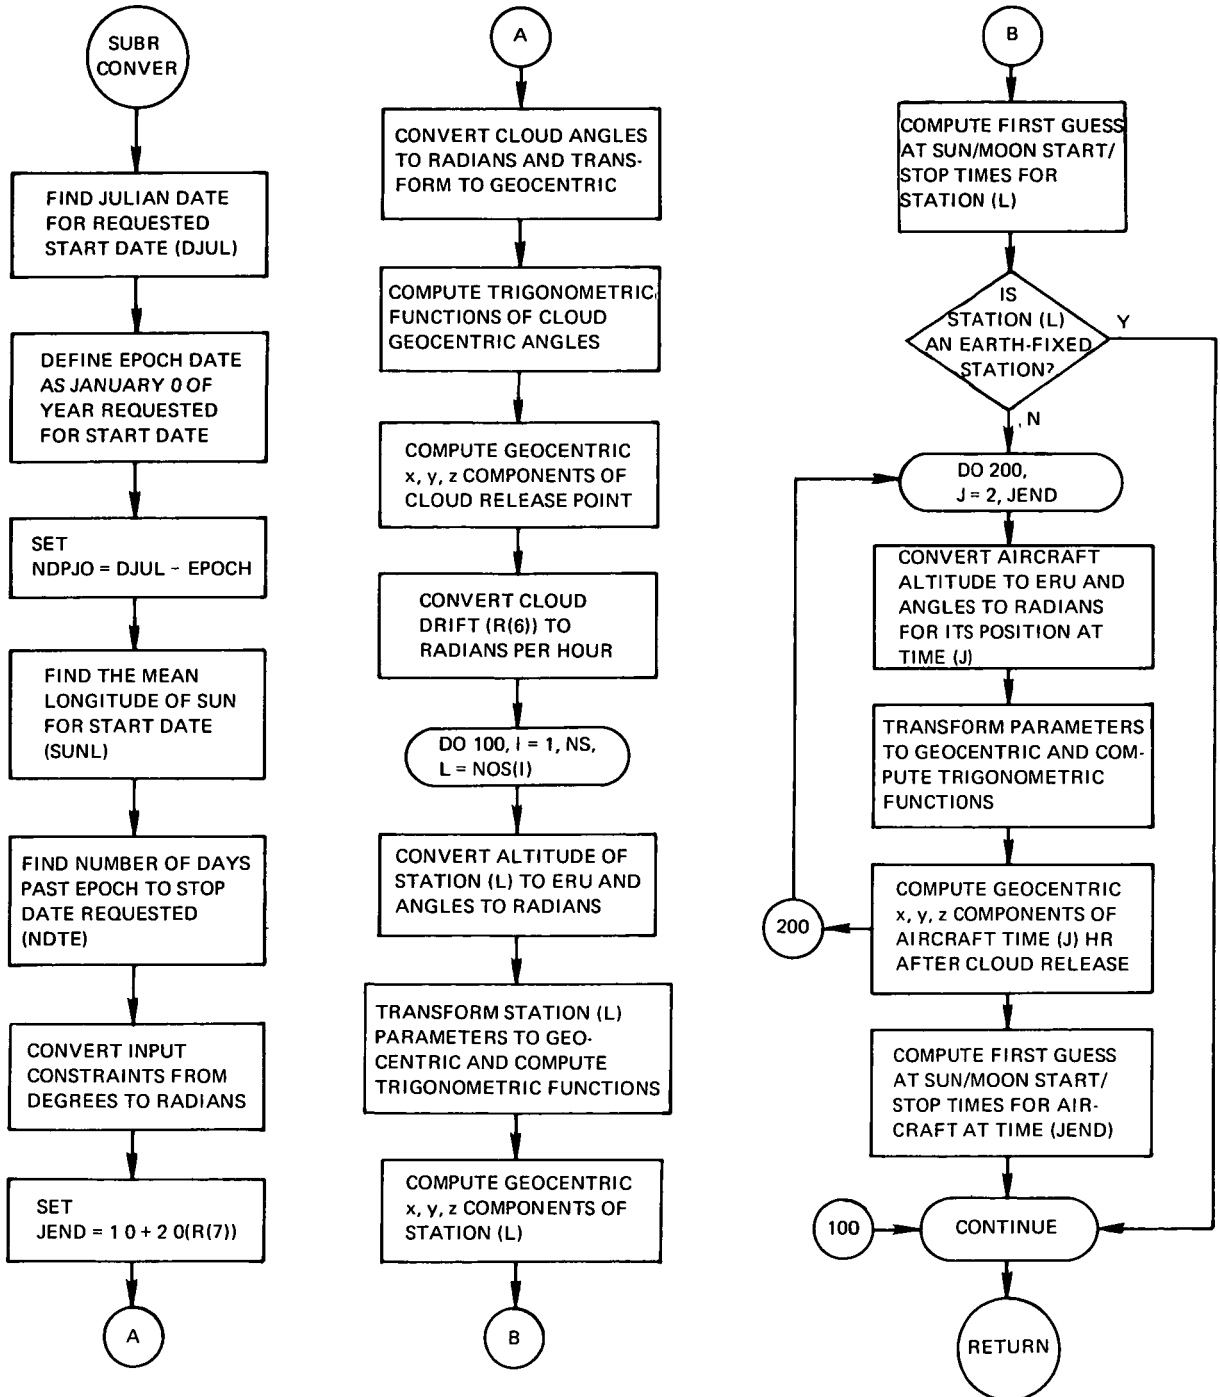 SUBR
CONVER
FIND JULIAN DATE
FOR REQUESTED
START DATE (DJUL)
DEFINE EPOCH DATE
AS JANUARY 0 OF
YEAR REQUESTED
FOR START DATE
SET
NDPJO = DJUL - EPOCH
FIND THE MEAN
LONGITUDE OF SUN
FOR START DATE
(SUNL)
FIND NUMBER OF DAYS
PAST EPOCH TO STOP
DATE REQUESTED
(NDTE)
CONVERT INPUT
CONSTRAINTS FROM
DEGREES TO RADIANS
SET
JEND = 1 0 + 2 0(R(7))
A
A
CONVERT CLOUD ANGLES
TO RADIANS AND TRANS-
FORM TO GEOCENTRIC
COMPUTE TRIGONOMETRIC
FUNCTIONS OF CLOUD
GEOCENTRIC ANGLES
COMPUTE GEOCENTRIC
x, y, z COMPONENTS OF
CLOUD RELEASE POINT
CONVERT CLOUD
DRIFT (R(6)) TO
RADIANS PER HOUR
DO 100, I = 1, NS,
L = NOS(I)
CONVERT ALTITUDE OF
STATION (L) TO ERU AND
ANGLES TO RADIANS
TRANSFORM STATION (L)
PARAMETERS TO GEO-
CENTRIC AND COMPUTE
TRIGONOMETRIC FUNCTIONS
COMPUTE GEOCENTRIC
x, y, z COMPONENTS OF
STATION (L)
B
B
COMPUTE FIRST GUESS
AT SUN/MOON START/
STOP TIMES FOR
STATION (L)
IS
STATION (L)
AN EARTH-FIXED
STATION?
Y
N
DO 200,
J = 2, JEND
CONVERT AIRCRAFT
ALTITUDE TO ERU AND
ANGLES TO RADIANS
FOR ITS POSITION AT
TIME (J)
TRANSFORM PARAMETERS
TO GEOCENTRIC AND COM-
PUTE TRIGONOMETRIC
FUNCTIONS
COMPUTE GEOCENTRIC
x, y, z COMPONENTS OF
AIRCRAFT TIME (J) HR
AFTER CLOUD RELEASE
200
COMPUTE FIRST GUESS
AT SUN/MOON START/
STOP TIMES FOR AIR-
CRAFT AT TIME (JEND)
100
CONTINUE
RETURN